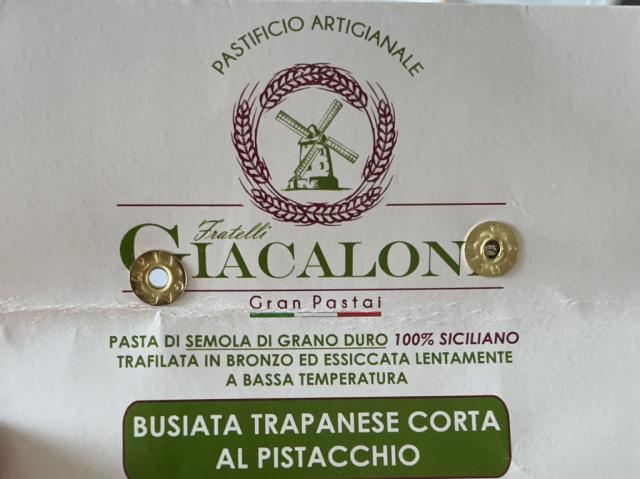 PASTIFICIO ARTIGIANALE
Fratelli
GIACALON
Gran Pastai
PASTA DI SEMOLA DI GRANO DURO 100% SICILIANO
TRAFILATA IN BRONZO ED ESSICCATA LENTAMENTE
A BASSA TEMPERATURA
BUSIATA TRAPANESE CORTA
AL PISTACCHIO